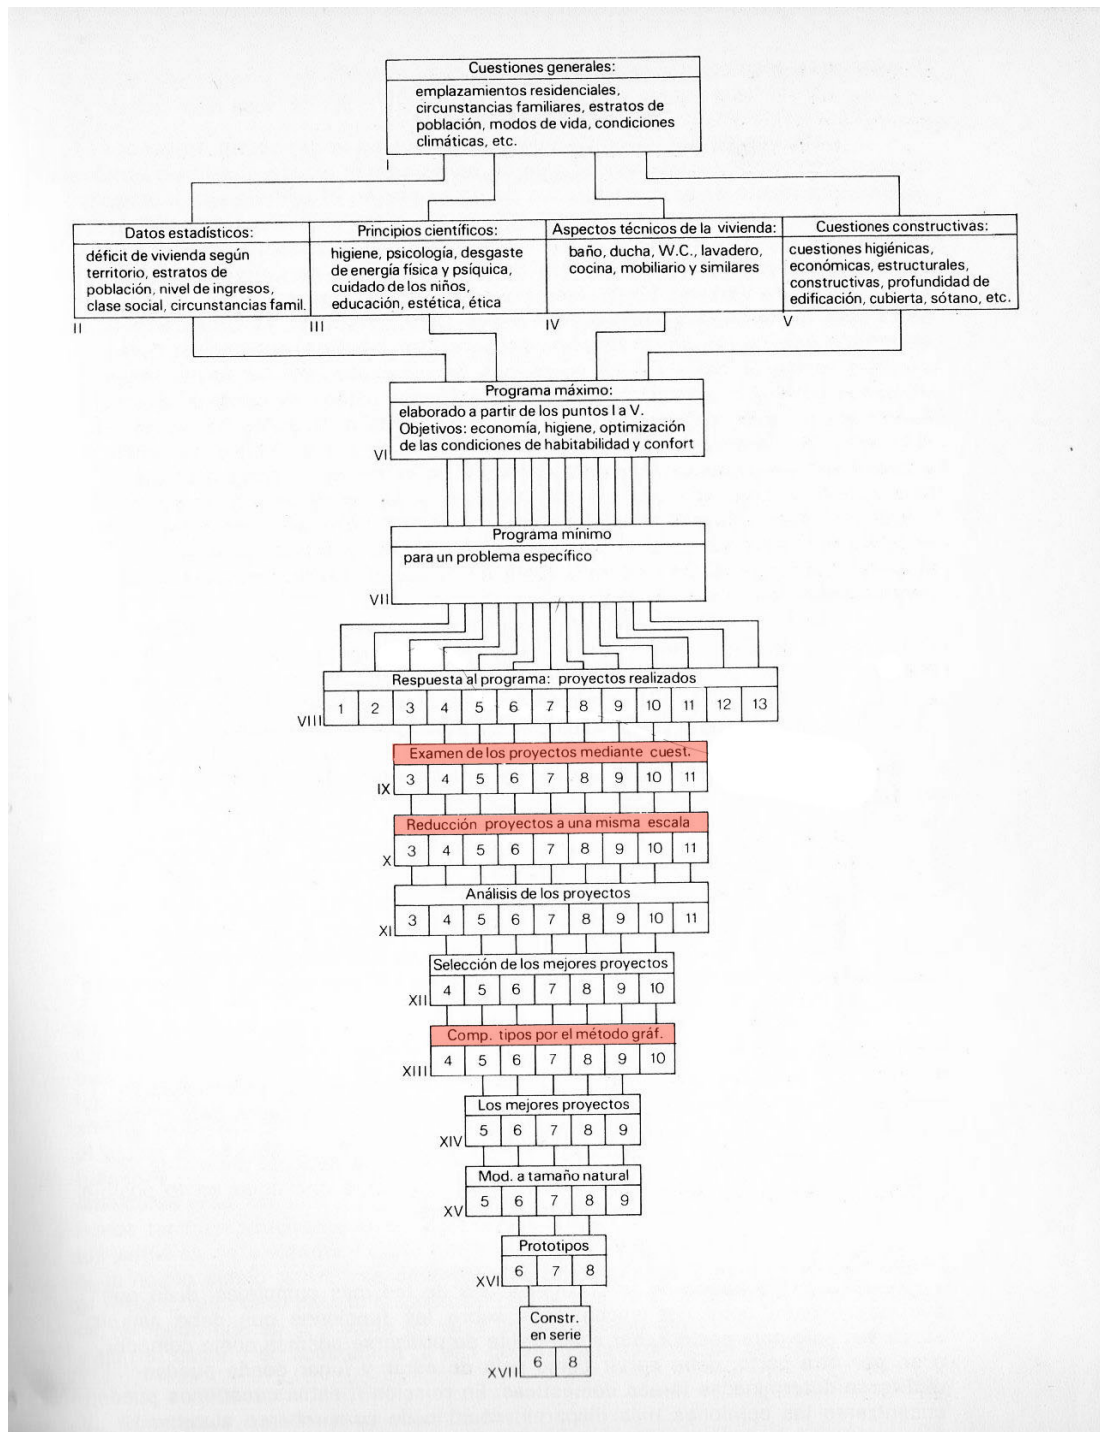 Cuestiones generales:
emplazamientos residenciales,
circunstancias familiares, estratos de
población, modos de vida, condiciones
climáticas, etc.
I
Datos estadísticos:
déficit de vivienda según
territorio, estratos de
población, nivel de ingresos,
clase social, circunstancias famil.
II
Principios científicos:
higiene, psicología, desgaste
de energía física y psíquica,
cuidado de los niños,
educación, estética, ética
III
Aspectos técnicos de la vivienda:
baño, ducha, W.C., lavadero,
cocina, mobiliario y similares
IV
Cuestiones constructivas:
cuestiones higiénicas,
económicas, estructurales,
constructivas, profundidad de
edificación, cubierta, sótano, etc.
V
Programa máximo:
elaborado a partir de los puntos I a V.
Objetivos: economía, higiene, optimización
de las condiciones de habitabilidad y confort
VI
Programa mínimo
para un problema específico
VII
Respuesta al programa: proyectos realizados
VIII 1 2 3 4 5 6 7 8 9 10 11 12 13
Examen de los proyectos mediante cuest.
IX 3 4 5 6 7 8 9 10 11
Reducción proyectos a una misma escala
X 3 4 5 6 7 8 9 10 11
Análisis de los proyectos
XI 3 4 5 6 7 8 9 10 11
Selección de los mejores proyectos
XII 4 5 6 7 8 9 10
Comp. tipos por el método gráf.
XIII 4 5 6 7 8 9 10
Los mejores proyectos
XIV 5 6 7 8 9
Mod. a tamaño natural
XV 5 6 7 8 9
Prototipos
XVI 6 7 8
Constr.
en serie
XVII 6 8